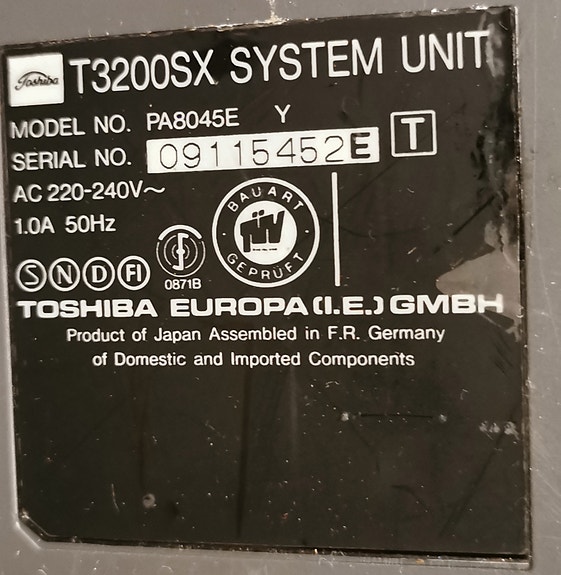 Toshiba T3200SX SYSTEM UNIT
MODEL NO. PA8045E Y
SERIAL NO. 09115452E T
AC 220-240V~
1.0A 50Hz
BAUART
TÜV
GEPRÜFT
0871B
S N D FI
TOSHIBA EUROPA (I.E.) GMBH
Product of Japan Assembled in F.R. Germany
of Domestic and Imported Components